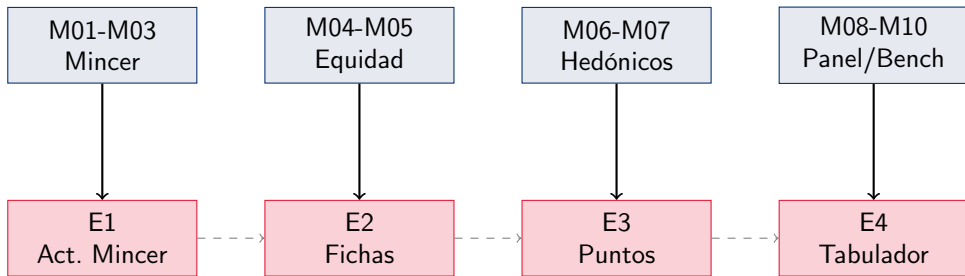 M01-M03
Mincer
M04-M05
Equidad
M06-M07
Hedónicos
M08-M10
Panel/Bench
E1
Act. Mincer
E2
Fichas
E3
Puntos
E4
Tabulador